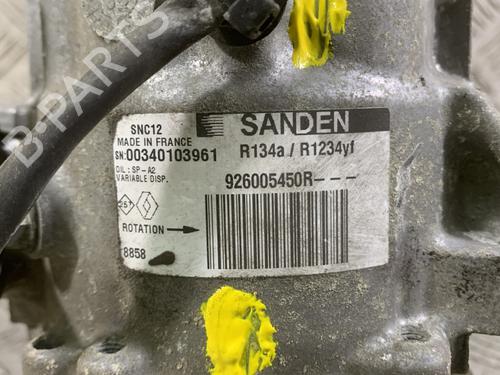 B-PARTS
SNC12
SANDEN
MADE IN FRANCE
SN:00340103961
R134a / R1234yf
OIL : SP-A2
VARIABLE DISP.
926005450R---
ROTATION
8858